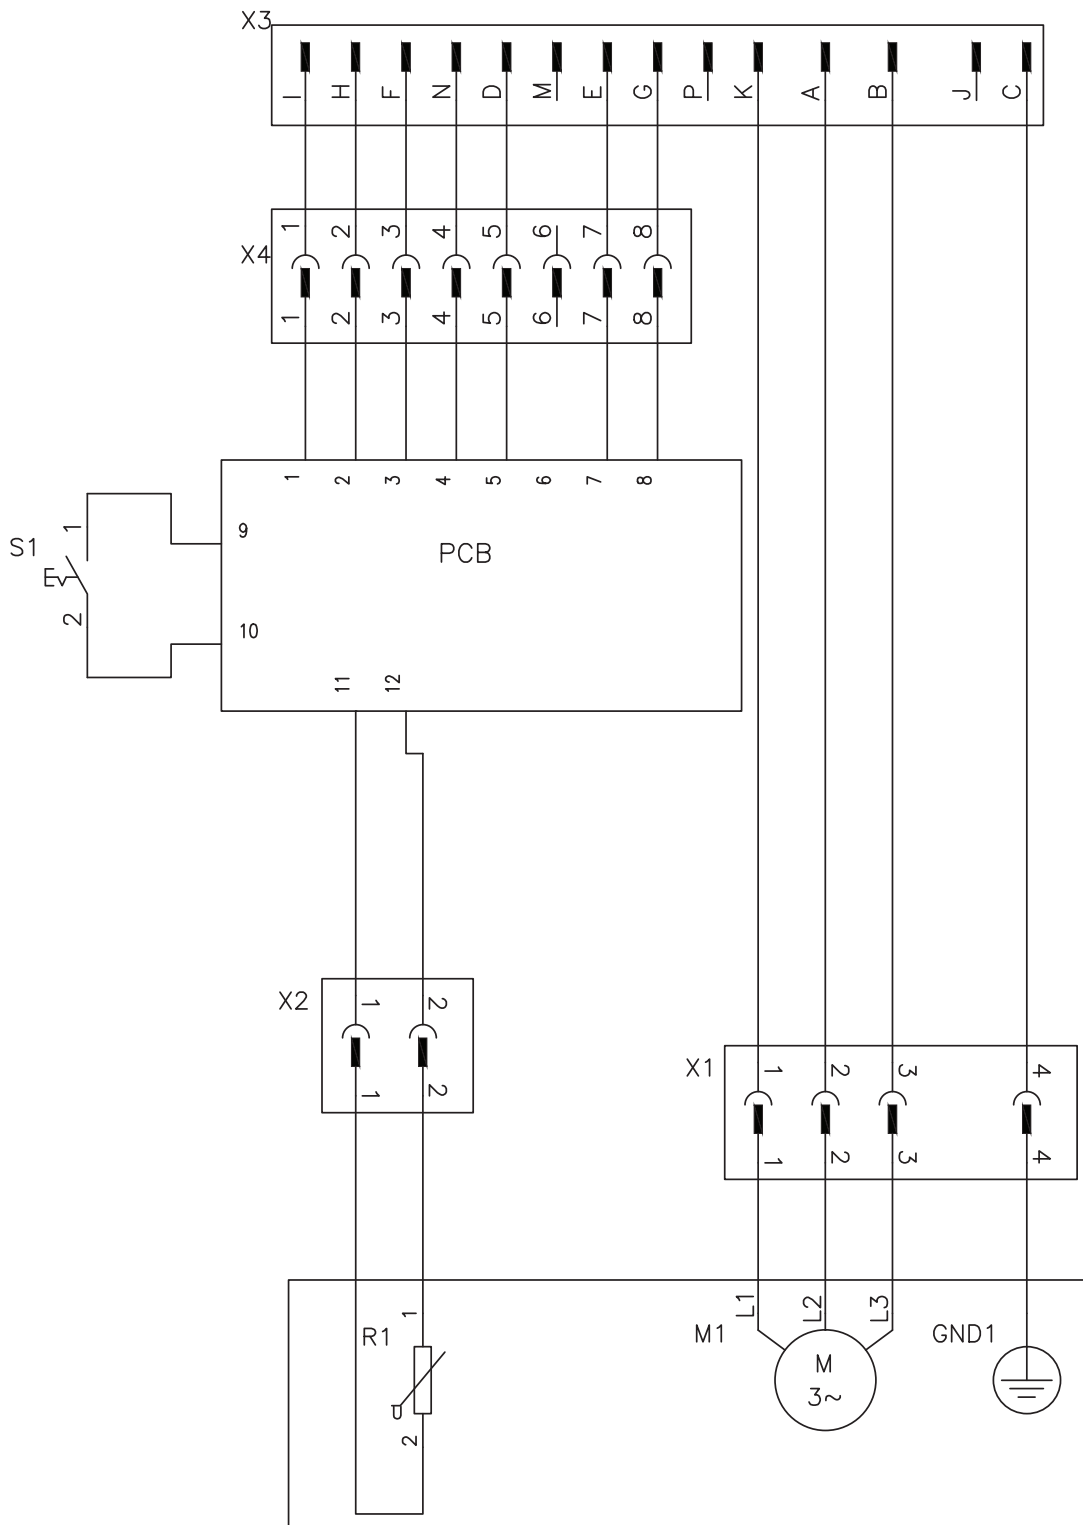 X3
I H F N D M E G P K A B J C
1 2 3 4 5 6 7 8
X4
1 2 3 4 5 6 7 8
1 2 3 4 5 6 7 8
1
9
S1
PCB
2
10
11 12
X2
1 2
1 2
X1
1 2 3 4
1 2 3 4
L1 L2 L3
1
R1
M1
GND1
M
3~
U
2